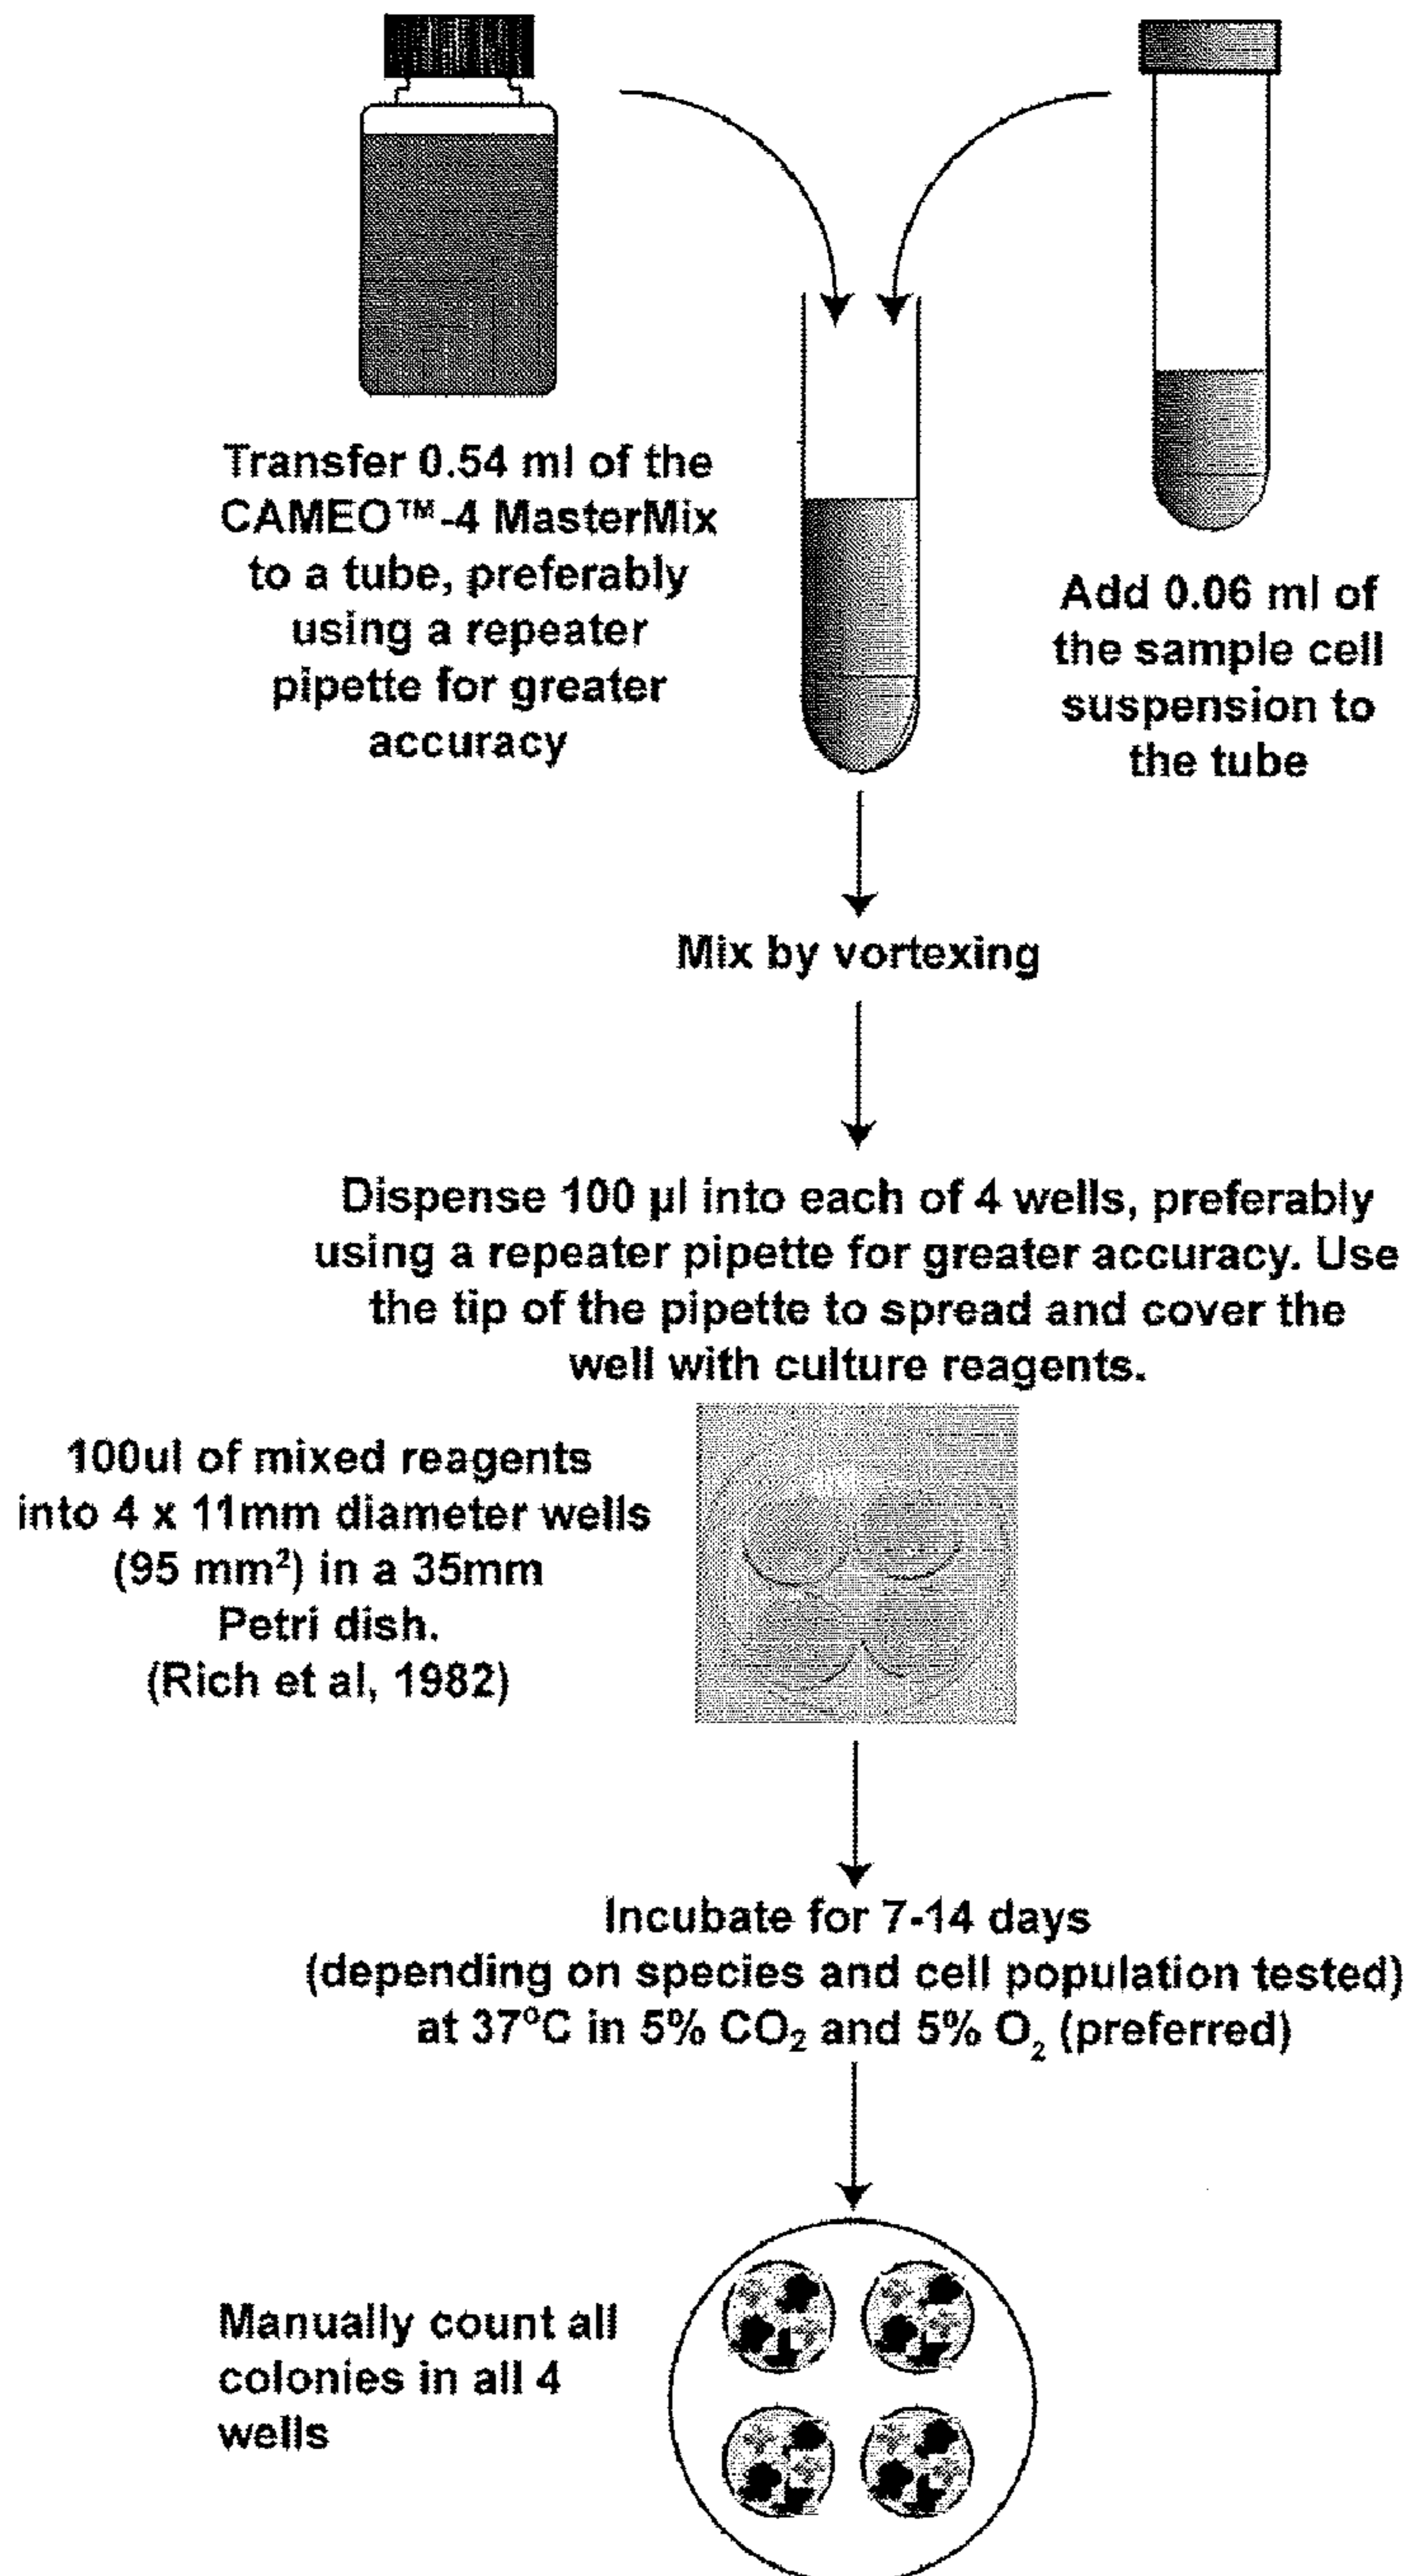 Transfer 0.54 ml of the
CAMEO™-4 MasterMix
to a tube, preferably
using a repeater
pipette for greater
accuracy
Add 0.06 ml of
the sample cell
suspension to
the tube
Mix by vortexing
Dispense 100 µl into each of 4 wells, preferably
using a repeater pipette for greater accuracy. Use
the tip of the pipette to spread and cover the
well with culture reagents.
100ul of mixed reagents
into 4 x 11mm diameter wells
(95 mm²) in a 35mm
Petri dish.
(Rich et al, 1982)
Incubate for 7-14 days
(depending on species and cell population tested)
at 37°C in 5% CO₂ and 5% O₂ (preferred)
Manually count all
colonies in all 4
wells